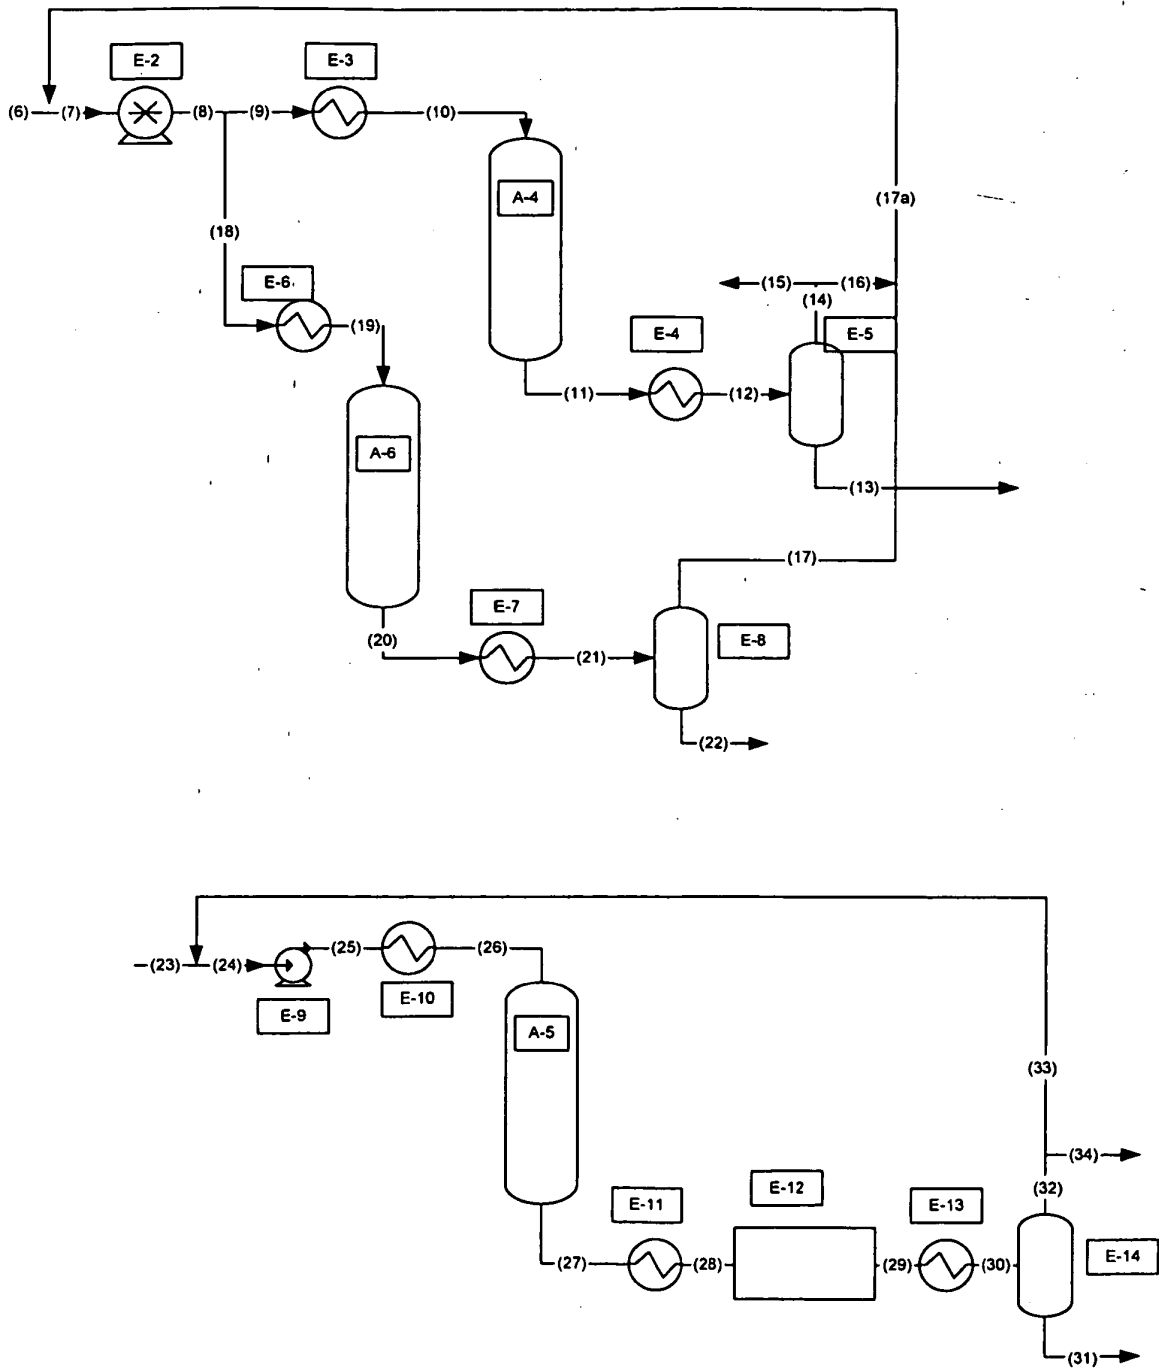 E-2
E-3
(6) (7) (8) (9) (10)
A-4
(17a)
(18)
E-6
(15) (16)
(14)
(19)
E-4
E-5
(11)
(12)
A-6
(13)
(17)
E-7
(20)
E-8
(21)
(22)
(23) (24)
(25)
(26)
E-10
E-9
A-5
(33)
(34)
E-12
(32)
E-11
E-13
E-14
(27) (28) (29) (30)
(31)